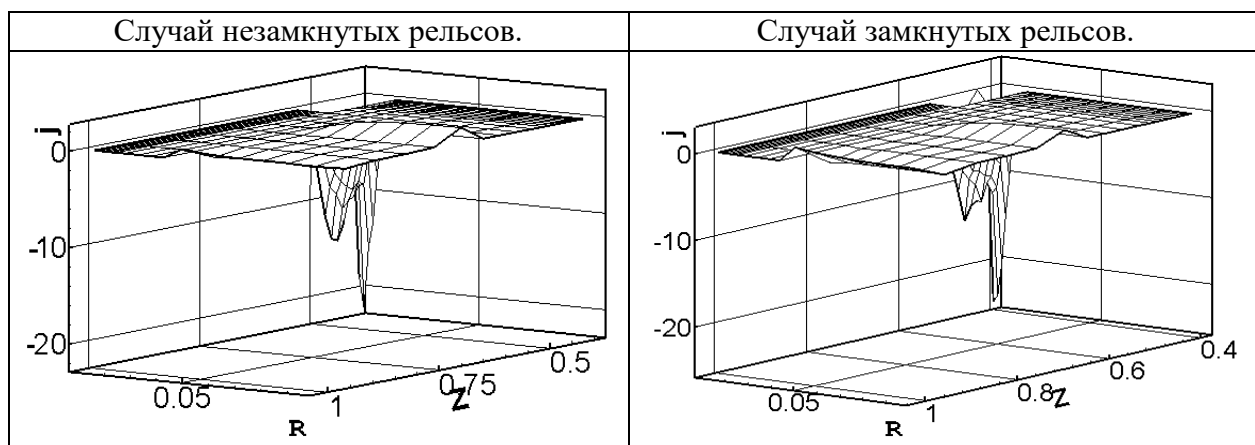 Случай незамкнутых рельсов.
Случай замкнутых рельсов.
j
0
-10
-20
0.05
R
1
0.75
Z
0.5
j
0
-10
-20
0.05
R
1
0.8
Z
0.6
0.4